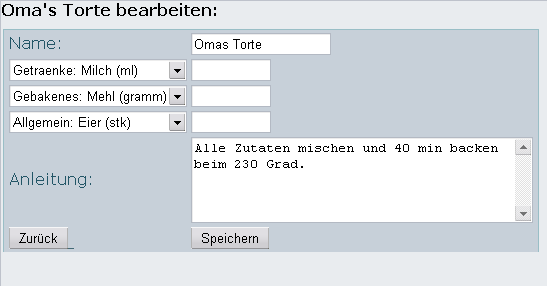 Oma's Torte bearbeiten:
Name: Omas Torte
Getraenke: Milch (ml)
Gebakenes: Mehl (gramm)
Allgemein: Eier (stk)
Anleitung: Alle Zutaten mischen und 40 min backen
beim 230 Grad.
Zurück Speichern